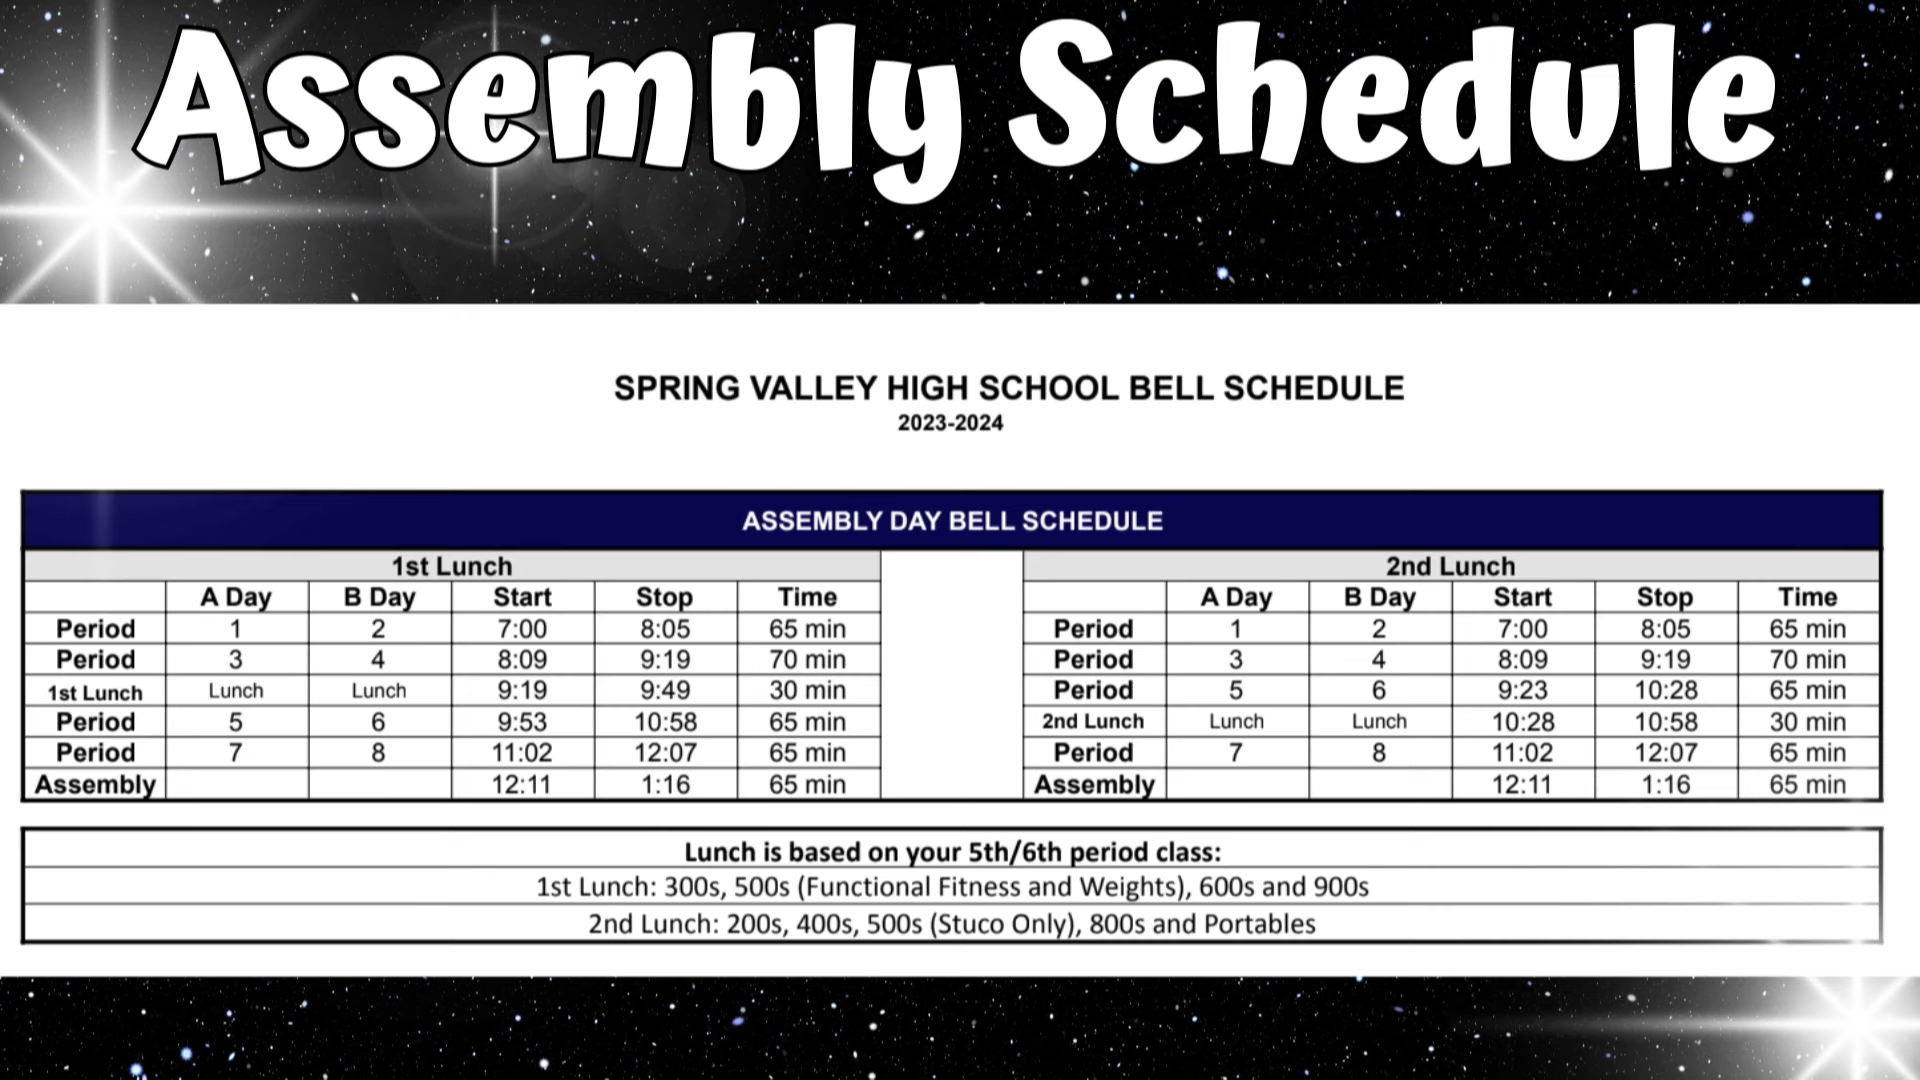 Assembly Schedule
SPRING VALLEY HIGH SCHOOL BELL SCHEDULE
2023-2024
ASSEMBLY DAY BELL SCHEDULE
1st Lunch
A Day B Day Start Stop Time
Period 1 2 7:00 8:05 65 min
Period 3 4 8:09 9:19 70 min
1st Lunch Lunch Lunch 9:19 9:49 30 min
Period 5 6 9:53 10:58 65 min
Period 7 8 11:02 12:07 65 min
Assembly 12:11 1:16 65 min
2nd Lunch
A Day B Day Start Stop Time
Period 1 2 7:00 8:05 65 min
Period 3 4 8:09 9:19 70 min
Period 5 6 9:23 10:28 65 min
2nd Lunch Lunch Lunch 10:28 10:58 30 min
Period 7 8 11:02 12:07 65 min
Assembly 12:11 1:16 65 min
Lunch is based on your 5th/6th period class:
1st Lunch: 300s, 500s (Functional Fitness and Weights), 600s and 900s
2nd Lunch: 200s, 400s, 500s (Stuco Only), 800s and Portables